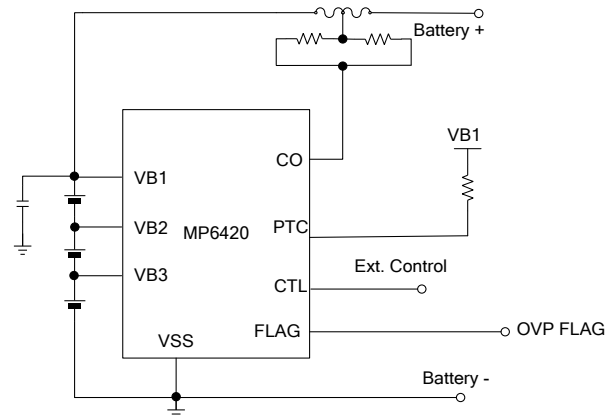 Battery +
VB1
CO
VB1
VB2
MP6420
PTC
VB3
Ext. Control
CTL
FLAG
OVP FLAG
VSS
Battery -